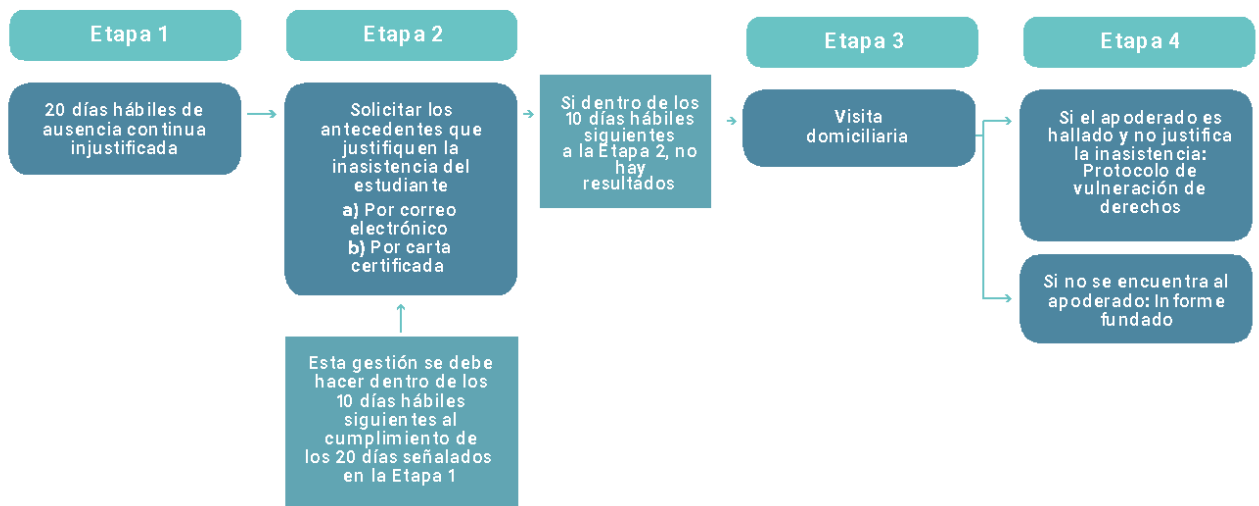 Etapa 1
20 días hábiles de
ausencia continua
injustificada
Etapa 2
Solicitar los
antecedentes que
justifiquen la
inasistencia del
estudiante
a) Por correo
electrónico
b) Por carta
certificada
Esta gestión se debe
hacer dentro de los
10 días hábiles
siguientes al
cumplimiento de
los 20 días señalados
en la Etapa 1
Si dentro de los
10 días hábiles
siguientes
a la Etapa 2, no
hay
resultados
Etapa 3
Visita
domiciliaria
Etapa 4
Si el apoderado es
hallado y no justifica
la inasistencia:
Protocolo de
vulneración de
derechos
Si no se encuentra al
apoderado: Informe
fundado